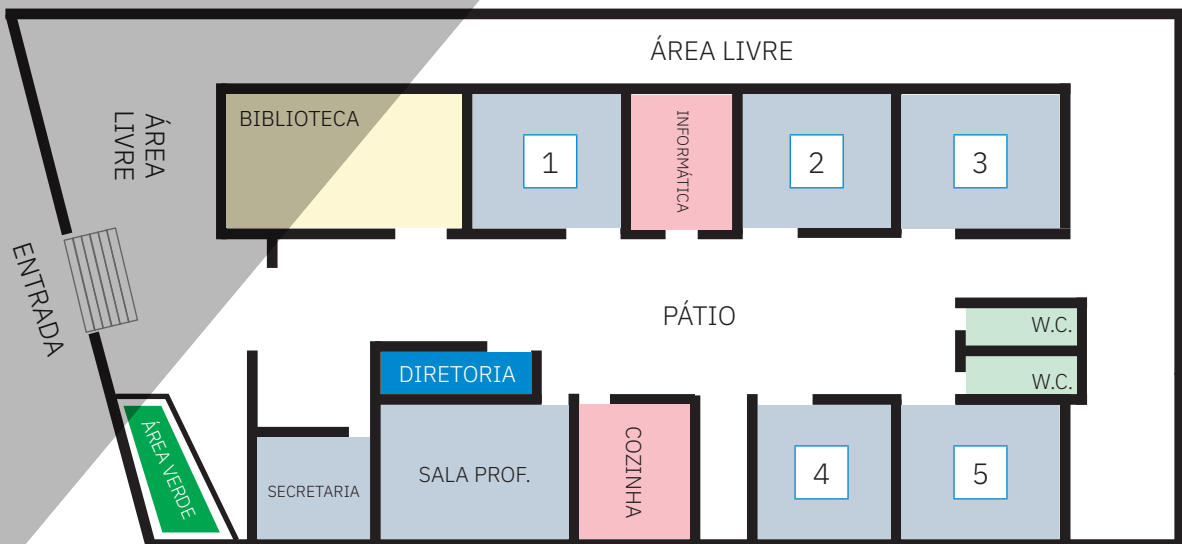 ÁREA LIVRE
ÁREA
LIVRE
BIBLIOTECA
1
INFORMÁTICA
2
3
ENTRADA
PÁTIO
W.C.
W.C.
DIRETORIA
ÁREA VERDE
SECRETARIA
SALA PROF.
COZINHA
4
5